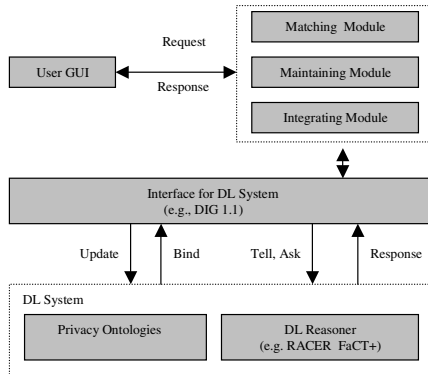 Request
Matching Module
User GUI
Response
Maintaining Module
Integrating Module
Interface for DL System
(e.g., DIG 1.1)
Update
Bind
Tell, Ask
Response
DL System
Privacy Ontologies
DL Reasoner
(e.g. RACER FaCT+)